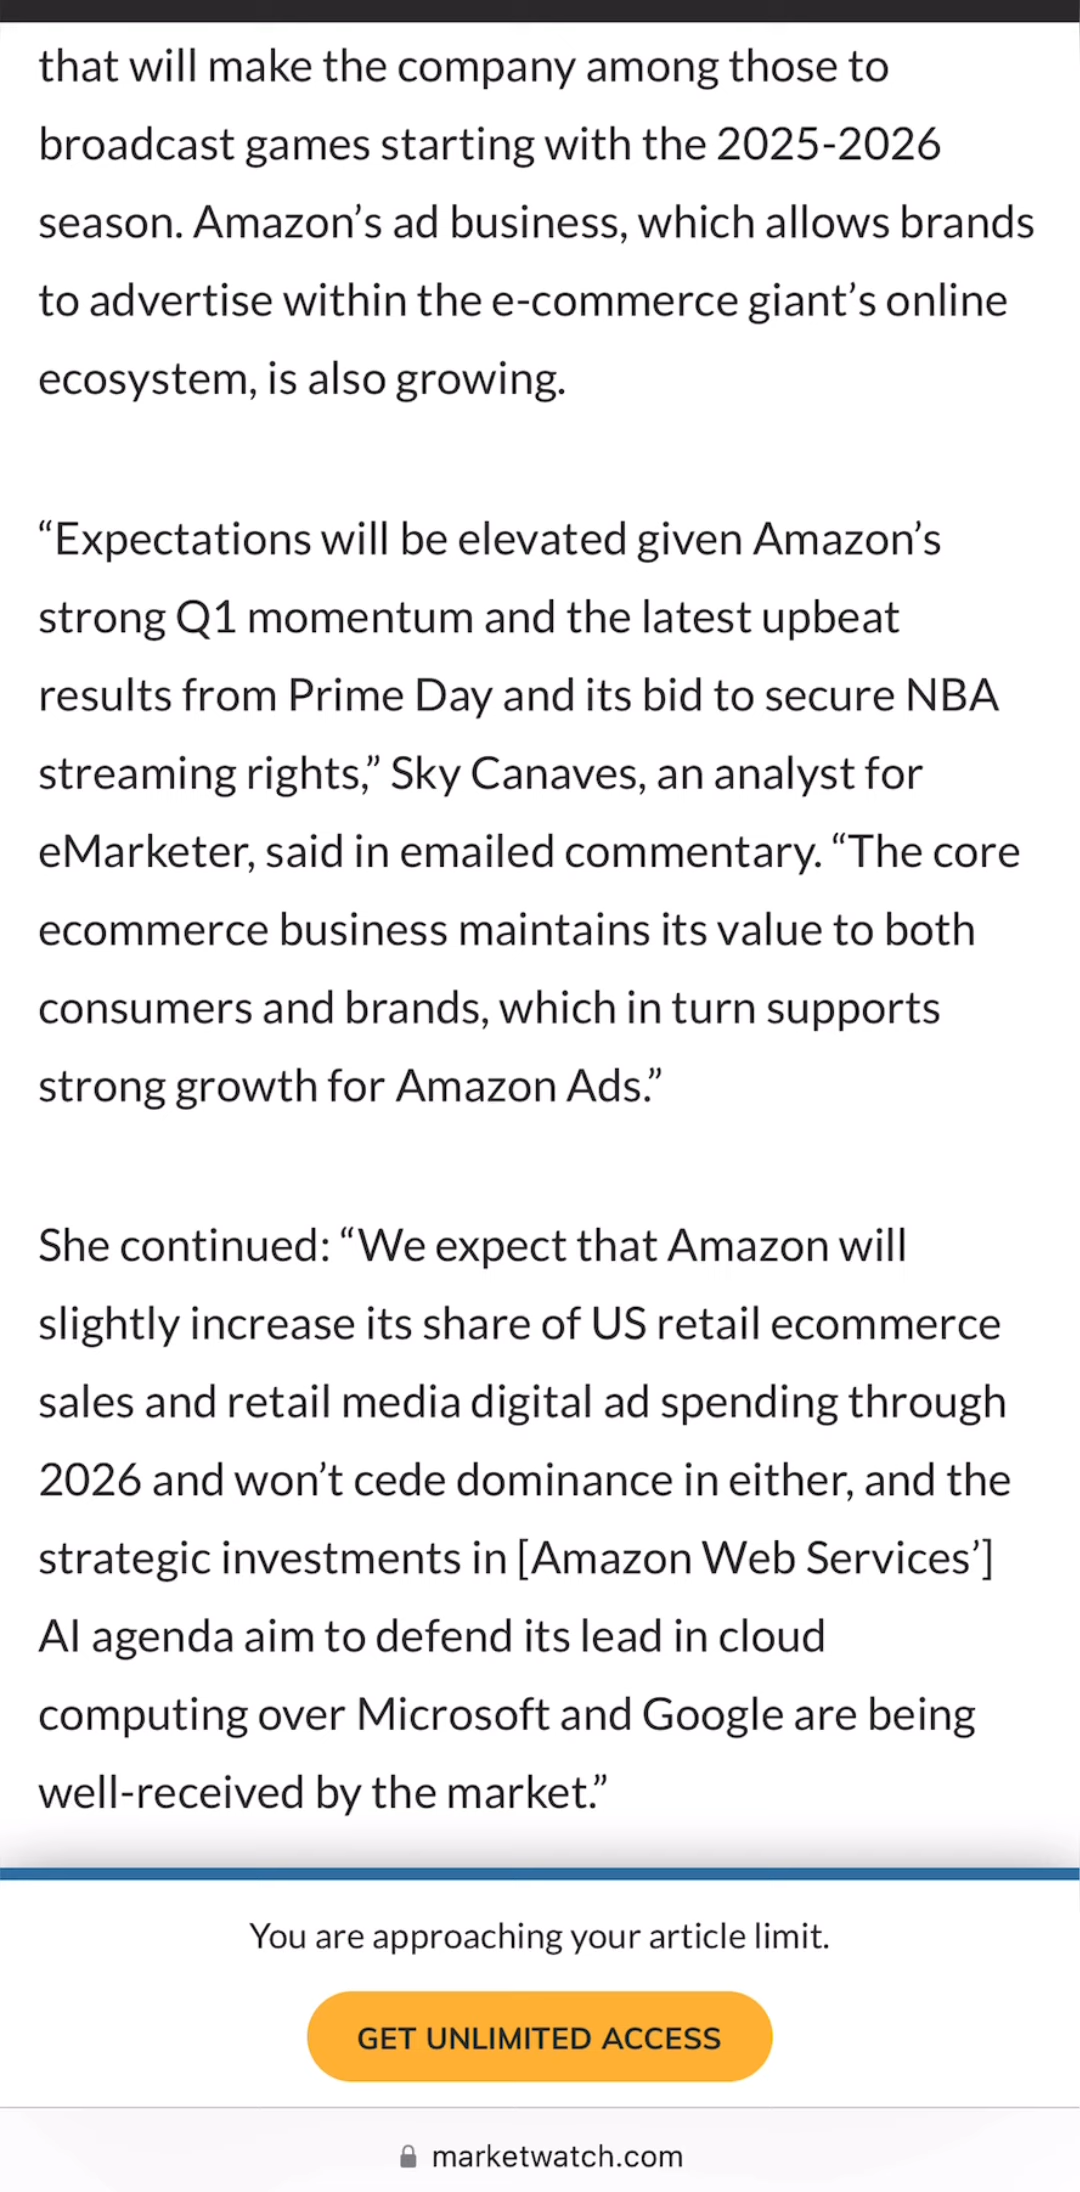 that will make the company among those to
broadcast games starting with the 2025-2026
season. Amazon’s ad business, which allows brands
to advertise within the e-commerce giant’s online
ecosystem, is also growing.
“Expectations will be elevated given Amazon’s
strong Q1 momentum and the latest upbeat
results from Prime Day and its bid to secure NBA
streaming rights,” Sky Canaves, an analyst for
eMarketer, said in emailed commentary. “The core
ecommerce business maintains its value to both
consumers and brands, which in turn supports
strong growth for Amazon Ads.”
She continued: “We expect that Amazon will
slightly increase its share of US retail ecommerce
sales and retail media digital ad spending through
2026 and won’t cede dominance in either, and the
strategic investments in [Amazon Web Services’]
AI agenda aim to defend its lead in cloud
computing over Microsoft and Google are being
well-received by the market.”
You are approaching your article limit.
GET UNLIMITED ACCESS
marketwatch.com